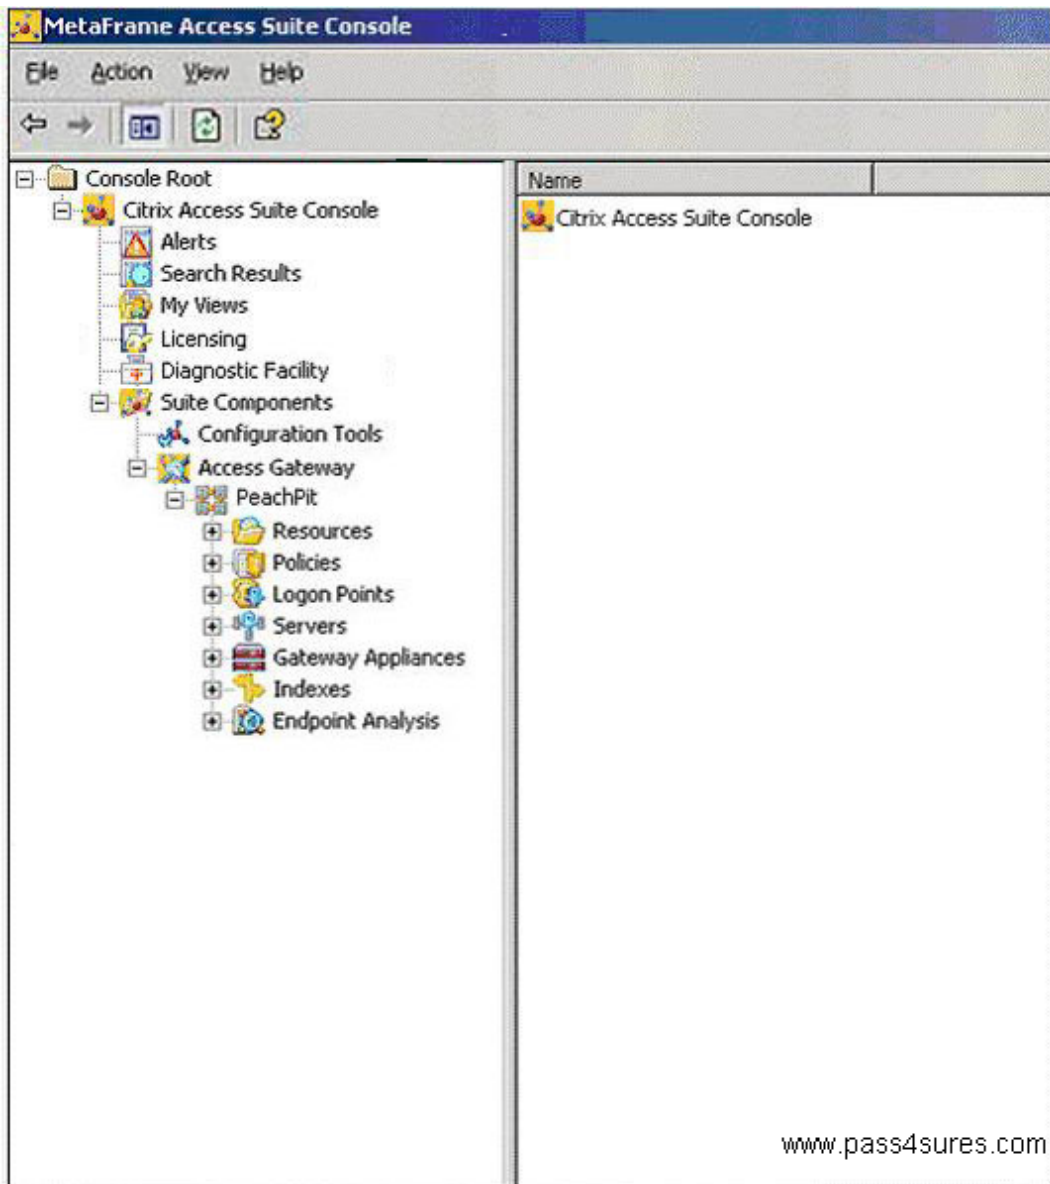 MetaFrame Access Suite Console
File Action View Help
Console Root
Citrix Access Suite Console
Alerts
Search Results
My Views
Licensing
Diagnostic Facility
Suite Components
Configuration Tools
Access Gateway
PeachPit
Resources
Policies
Logon Points
Servers
Gateway Appliances
Indexes
Endpoint Analysis
Name
Citrix Access Suite Console
www.pass4sures.com